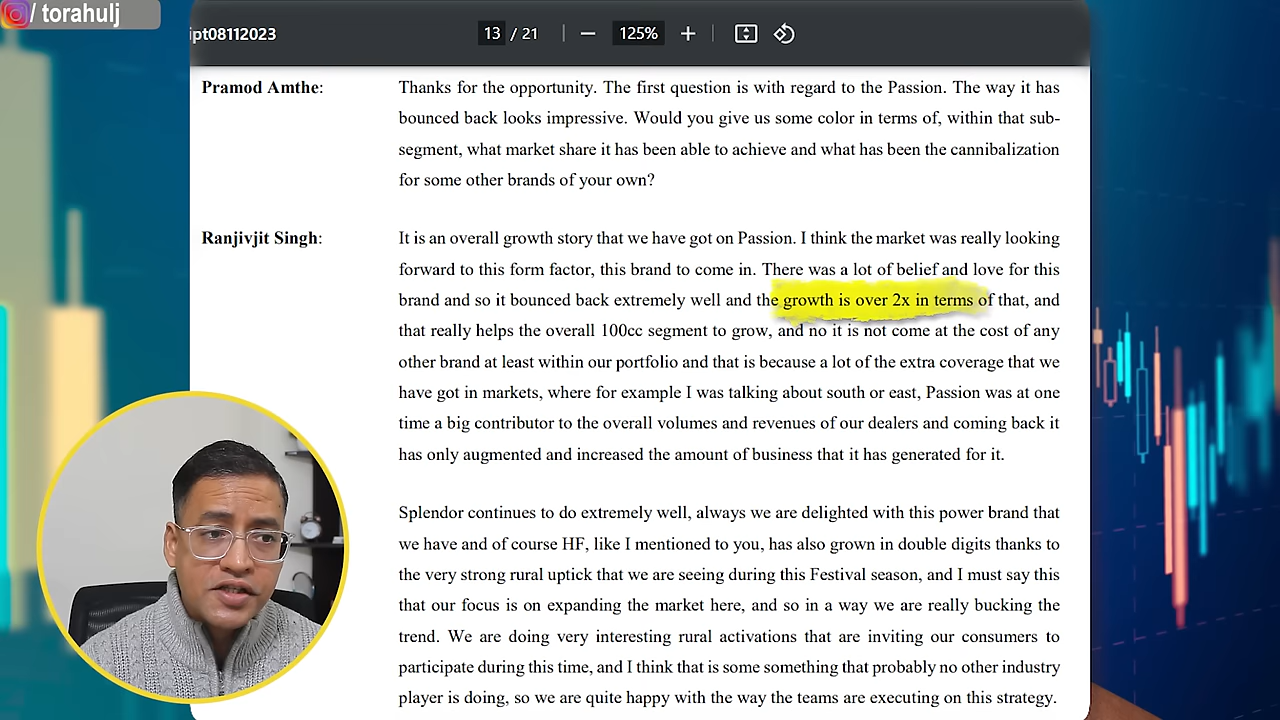 / torahulj
ipt08112023
13 / 21
125%
Pramod Amthe:
Thanks for the opportunity. The first question is with regard to the Passion. The way it has
bounced back looks impressive. Would you give us some color in terms of, within that sub-
segment, what market share it has been able to achieve and what has been the cannibalization
for some other brands of your own?
Ranjivjit Singh:
It is an overall growth story that we have got on Passion. I think the market was really looking
forward to this form factor, this brand to come in. There was a lot of belief and love for this
brand and so it bounced back extremely well and the growth is over 2x in terms of that, and
that really helps the overall 100cc segment to grow, and no it is not come at the cost of any
other brand at least within our portfolio and that is because a lot of the extra coverage that we
have got in markets, where for example I was talking about south or east, Passion was at one
time a big contributor to the overall volumes and revenues of our dealers and coming back it
has only augmented and increased the amount of business that it has generated for it.
Splendor continues to do extremely well, always we are delighted with this power brand that
we have and of course HF, like I mentioned to you, has also grown in double digits thanks to
the very strong rural uptick that we are seeing during this Festival season, and I must say this
that our focus is on expanding the market here, and so in a way we are really bucking the
trend. We are doing very interesting rural activations that are inviting our consumers to
participate during this time, and I think that is some something that probably no other industry
player is doing, so we are quite happy with the way the teams are executing on this strategy.